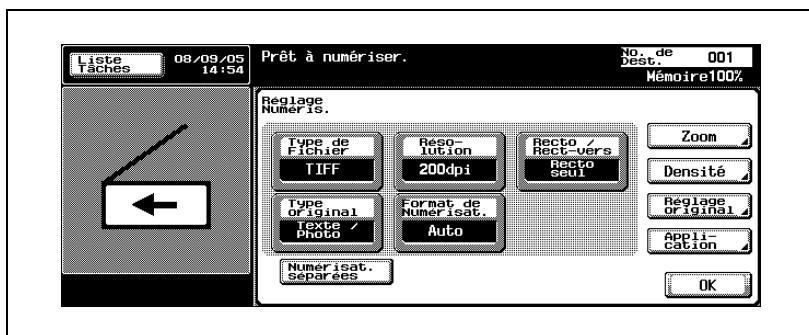 Liste
Tâches
08/09/05
14:54
Prêt à numériser.
No. de
Dest.
001
Mémoire100%
Réglage
Numéris.
Type de
Fichier
TIFF
Réso-
lution
200dpi
Recto /
Rect-vers
Recto
seul
Zoom
Densité
Type
original
Texte /
Photo
Format de
Numérisat.
Auto
Réglage
original
Appli-
cation
Numérisat.
séparées
OK